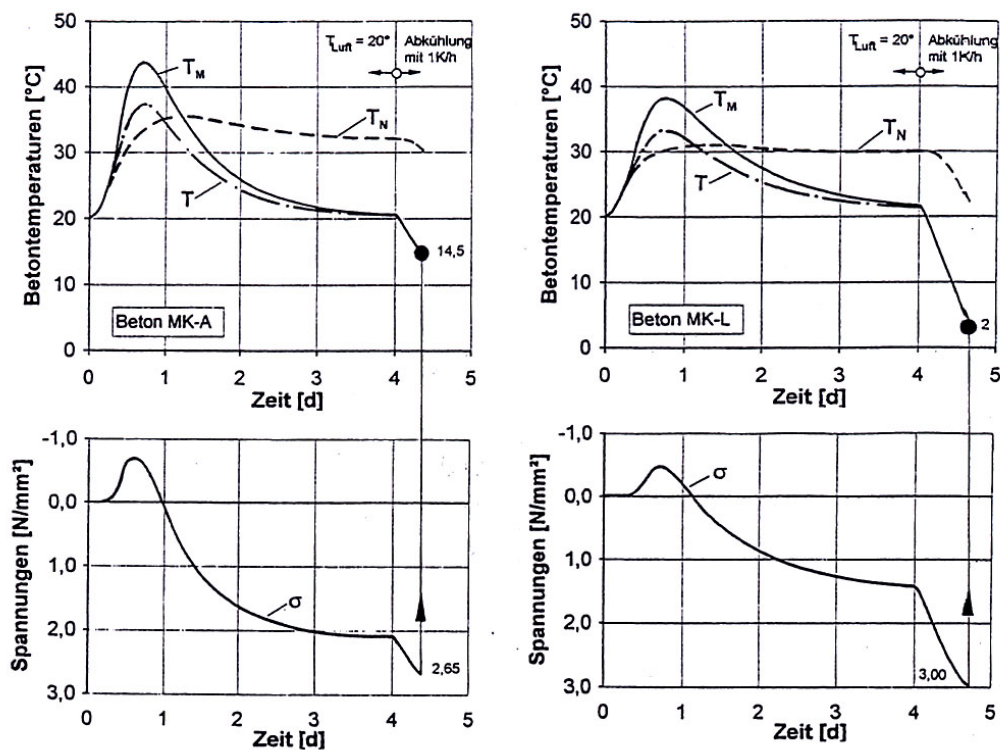 50
40
30
20
10
0
Betontemperaturen [°C]
T_Luft = 20°
Abkühlung
mit 1K/h
T_M
T_N
T
14,5
Beton MK-A
0 1 2 3 4 5
Zeit [d]
50
40
30
20
10
0
Betontemperaturen [°C]
T_Luft = 20°
Abkühlung
mit 1K/h
T_M
T_N
T
2
Beton MK-L
0 1 2 3 4 5
Zeit [d]
-1,0
0,0
1,0
2,0
3,0
Spannungen [N/mm²]
σ
2,65
0 1 2 3 4 5
Zeit [d]
-1,0
0,0
1,0
2,0
3,0
Spannungen [N/mm²]
σ
3,00
0 1 2 3 4 5
Zeit [d]